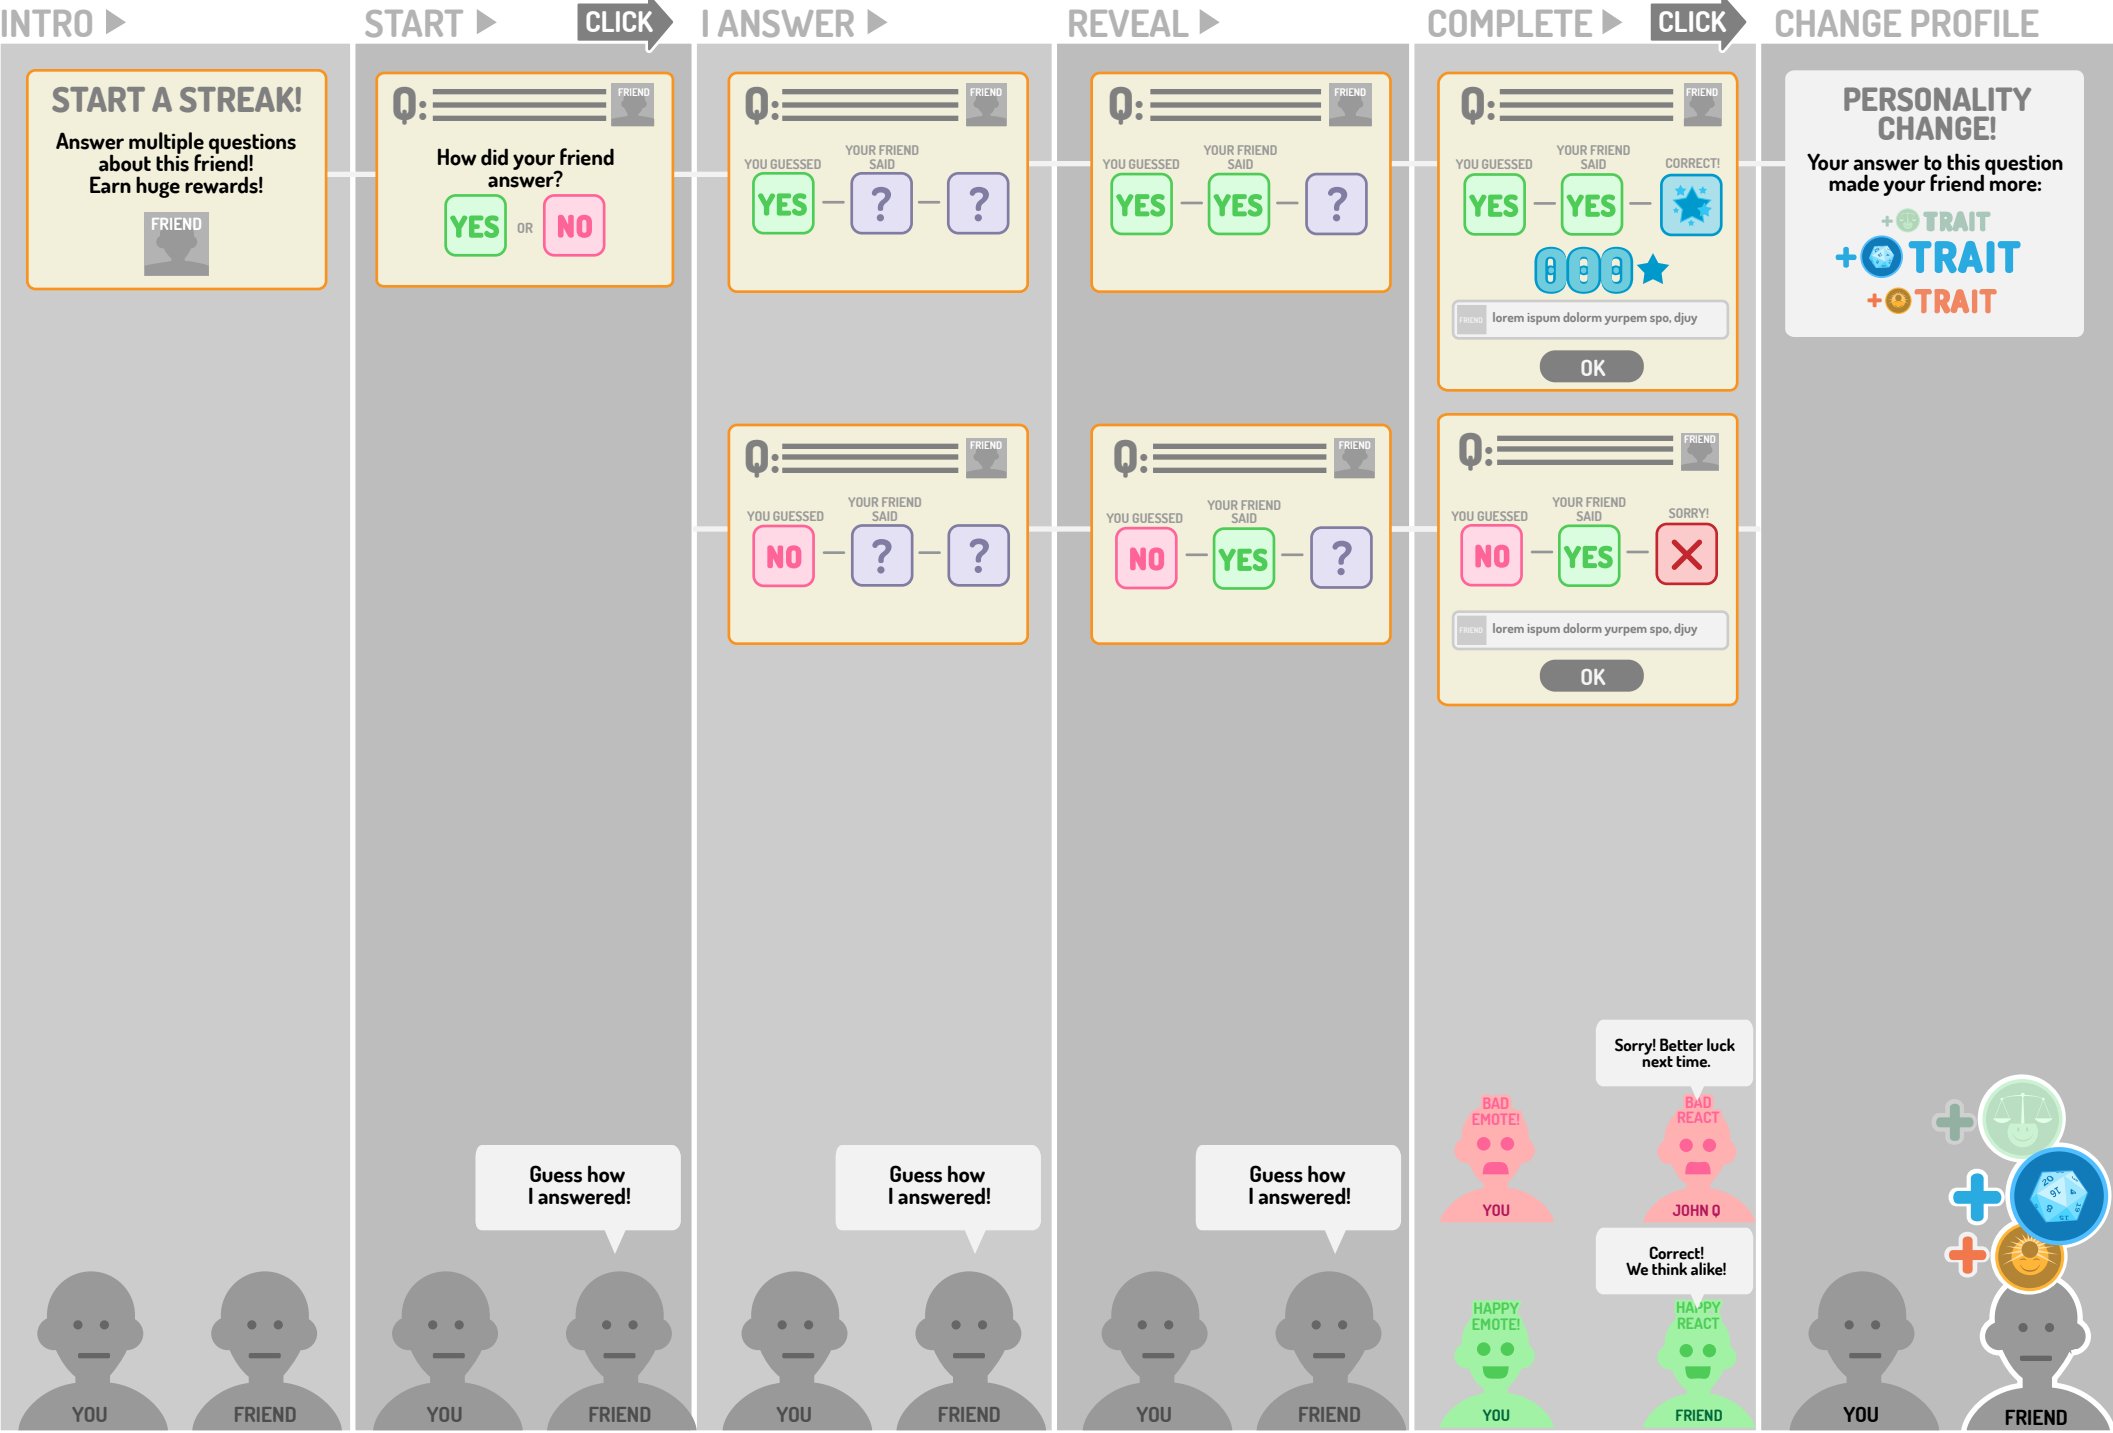 INTRO
START
CLICK
I ANSWER
REVEAL
COMPLETE
CLICK
CHANGE PROFILE
START A STREAK!
Answer multiple questions
about this friend!
Earn huge rewards!
FRIEND
Q:
FRIEND
How did your friend
answer?
YES
OR
NO
Q:
FRIEND
YOU GUESSED
YOUR FRIEND
SAID
YES
?
?
Q:
FRIEND
YOU GUESSED
NO
YOUR FRIEND
SAID
?
?
Q:
FRIEND
YOU GUESSED
YOUR FRIEND
SAID
YES
YES
?
Q:
FRIEND
YOU GUESSED
YOUR FRIEND
SAID
NO
YES
?
Q:
FRIEND
YOU GUESSED
YOUR FRIEND
SAID
CORRECT!
YES
YES
000
FRIEND
lorem ispum dolorm yurpem spo, djuy
OK
Q:
FRIEND
YOU GUESSED
YOUR FRIEND
SAID
SORRY!
NO
YES
FRIEND
lorem ispum dolorm yurpem spo, djuy
OK
PERSONALITY
CHANGE!
Your answer to this question
made your friend more:
+ TRAIT
+ TRAIT
+ TRAIT
YOU
FRIEND
Guess how
I answered!
YOU
FRIEND
Guess how
I answered!
YOU
FRIEND
Guess how
I answered!
YOU
FRIEND
Sorry! Better luck
next time.
BAD
EMOTE!
YOU
BAD
REACT
JOHN Q
Correct!
We think alike!
HAPPY
EMOTE!
YOU
HAPPY
REACT
FRIEND
+
+
20
16
4
8
+
YOU
FRIEND